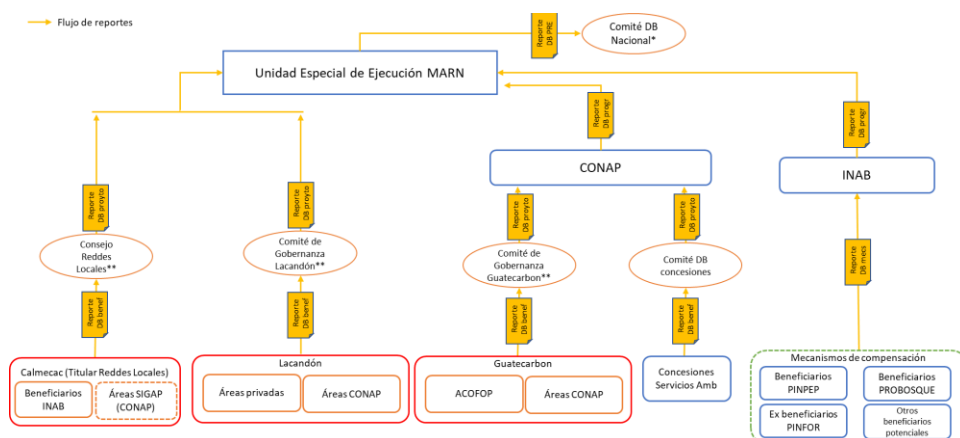 Flujo de reportes
Reporte
DB PRE
Comité DB
Nacional*
Unidad Especial de Ejecución MARN
Reporte
DB progr
Reporte
DB progr
CONAP
INAB
Reporte
DB proyto
Reporte
DB proyto
Reporte
DB proyto
Reporte
DB proyto
Consejo
Reddes
Locales**
Comité de
Gobernanza
Lacandón**
Comité de
Gobernanza
Guatecarbon**
Comité DB
concesiones
Reporte
DB mecs
Reporte
DB benef
Reporte
DB benef
Reporte
DB benef
Reporte
DB benef
Calmecac (Titular Reddes Locales)
Beneficiarios
INAB
Áreas SIGAP
(CONAP)
Lacandón
Áreas privadas
Áreas CONAP
Guatecarbon
ACOFOP
Áreas CONAP
Concesiones
Servicios Amb
Mecanismos de compensación
Beneficiarios
PINPEP
Beneficiarios
PROBOSQUE
Ex beneficiarios
PINFOR
Otros
beneficiarios
potenciales